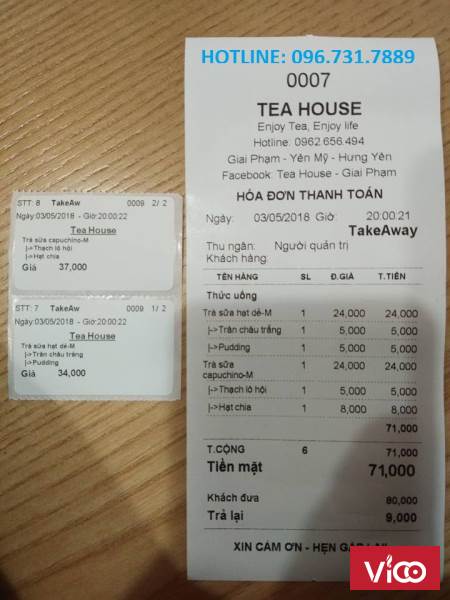 HOTLINE: 096.731.7889
STT: 8 TakeAw 0009 2/ 2
Ngày:03/05/2018 - Giờ:20:00:22
Tea House
Trà sữa capuchino-M
|->Thạch lô hội
|->Hạt chia
Giá 37,000
STT: 7 TakeAw 0009 1/ 2
Ngày:03/05/2018 - Giờ:20:00:22
Tea House
Trà sữa hạt dẻ-M
|->Trân châu trắng
|->Pudding
Giá 34,000
0007
TEA HOUSE
Enjoy Tea, Enjoy life
Hotline: 0962.656.494
Giai Phạm - Yên Mỹ - Hưng Yên
Facebook: Tea House - Giai Phạm
HÓA ĐƠN THANH TOÁN
Ngày: 03/05/2018 Giờ: 20:00:21
TakeAway
Thu ngân: Người quản trị
Khách hàng:
TÊN HÀNG SL Đ.GIÁ T.TIỀN
Thức uống
Trà sữa hạt dẻ-M 1 24,000 24,000
|->Trân châu trắng 1 5,000 5,000
|->Pudding 1 5,000 5,000
Trà sữa
capuchino-M 1 24,000 24,000
|->Thạch lô hội 1 5,000 5,000
|->Hạt chia 1 8,000 8,000
71,000
T.CỘNG 6 71,000
Tiền mặt 71,000
Khách đưa 80,000
Trả lại 9,000
XIN CẢM ƠN - HẸN GẶP LẠI
VICO